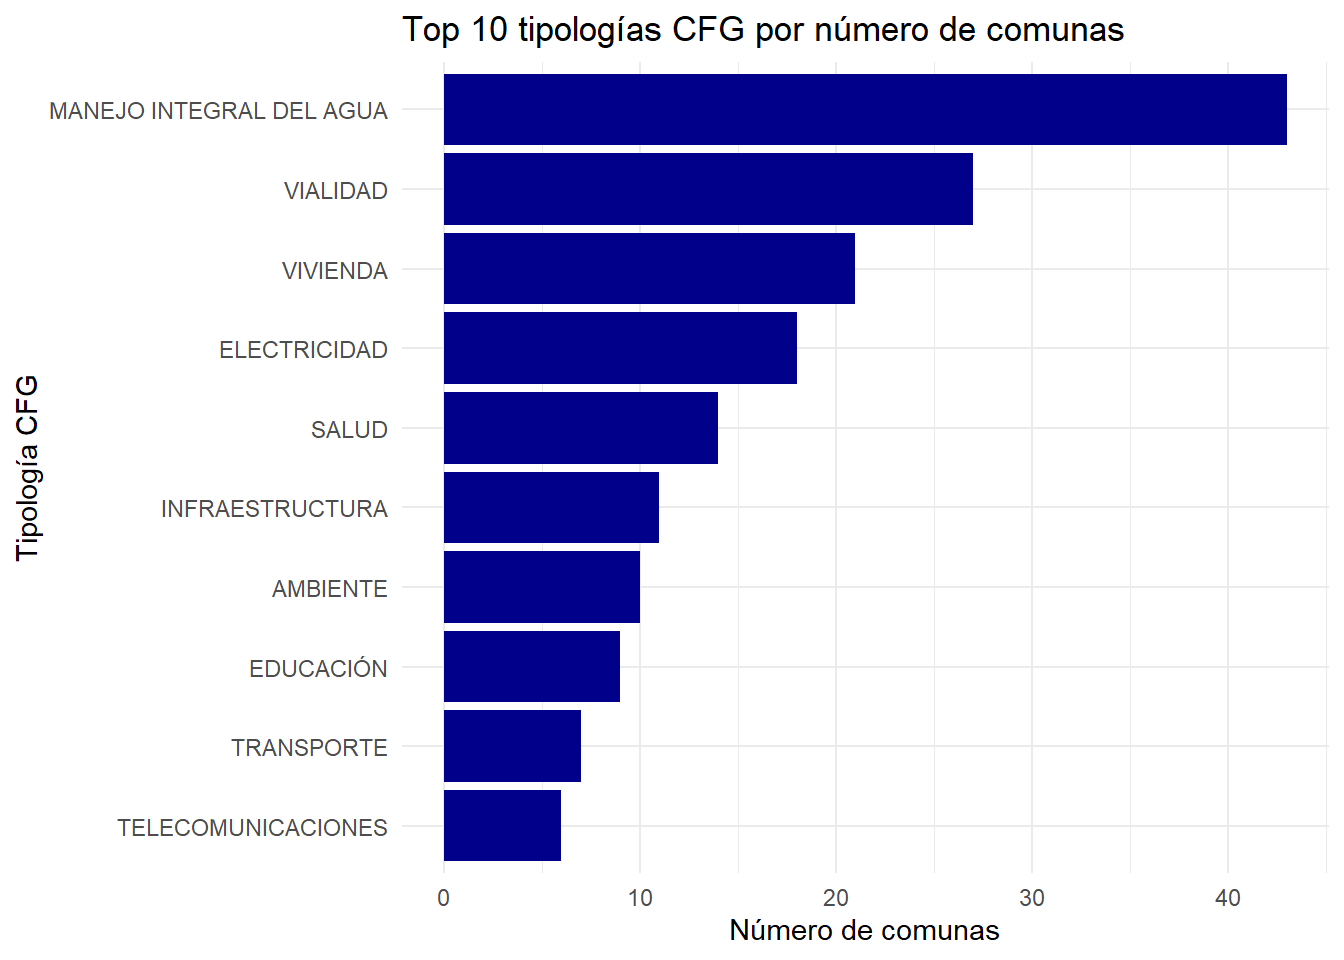 Top 10 tipologías CFG por número de comunas
Tipología CFG
MANEJO INTEGRAL DEL AGUA
VIALIDAD
VIVIENDA
ELECTRICIDAD
SALUD
INFRAESTRUCTURA
AMBIENTE
EDUCACIÓN
TRANSPORTE
TELECOMUNICACIONES
0 10 20 30 40
Número de comunas